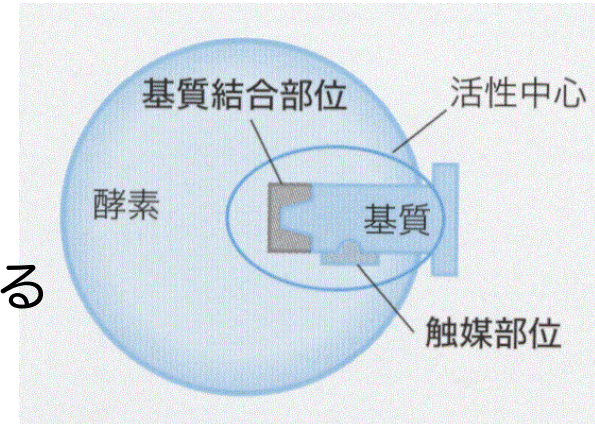 基質結合部位
活性中心
酵素
基質
る
触媒部位